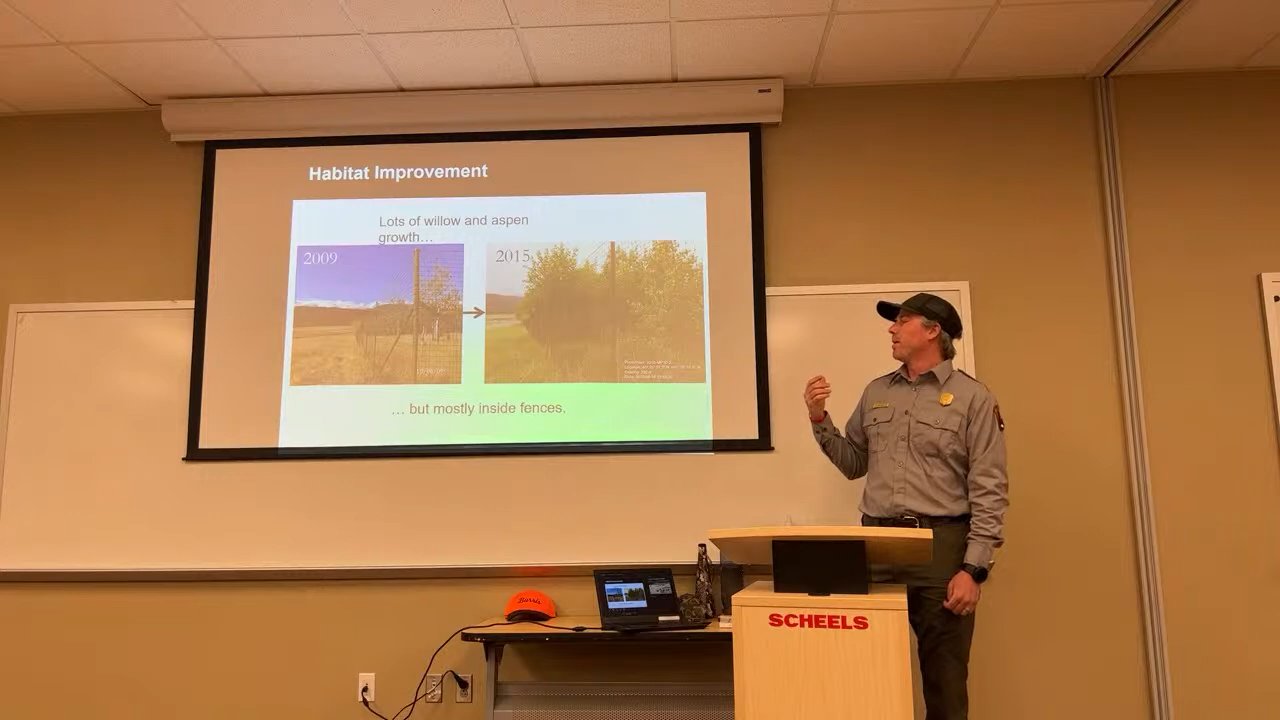 Habitat Improvement
Lots of willow and aspen
growth…
2009
2015
… but mostly inside fences.
SCHEELS